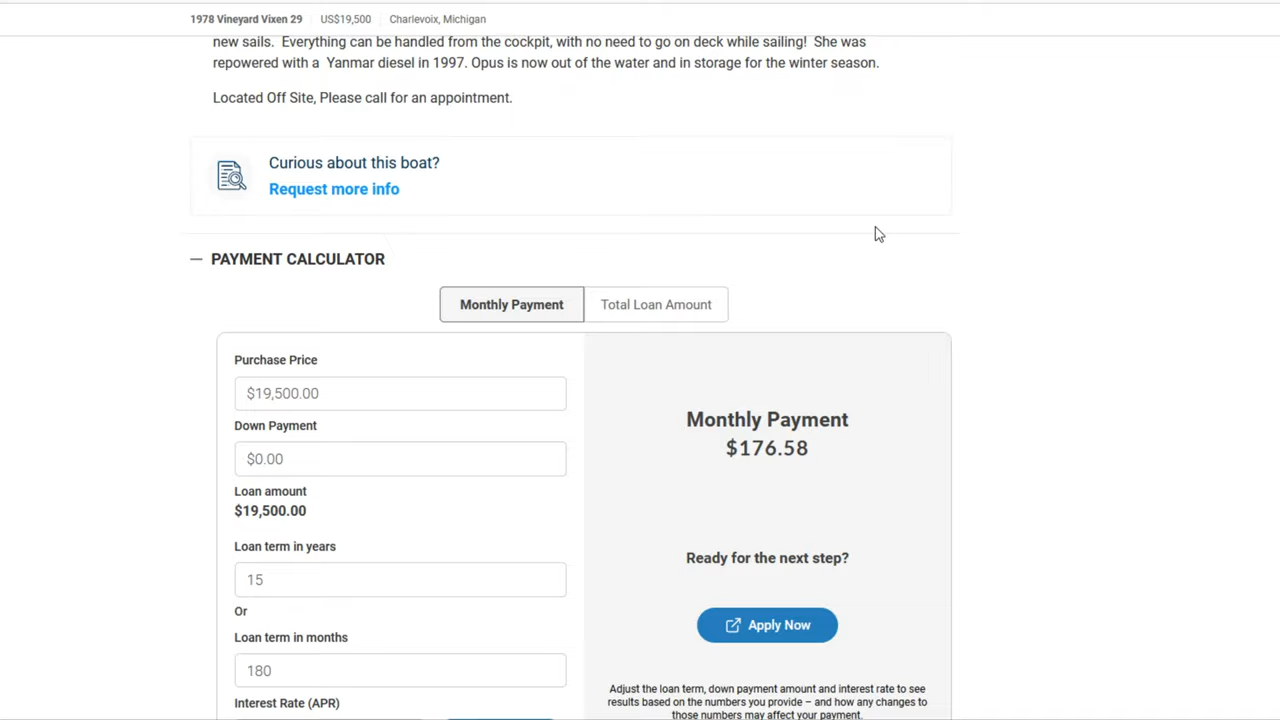 1978 Vineyard Vixen 29 US$19,500 Charlevoix, Michigan
new sails. Everything can be handled from the cockpit, with no need to go on deck while sailing! She was
repowered with a Yanmar diesel in 1997. Opus is now out of the water and in storage for the winter season.
Located Off Site, Please call for an appointment.
Curious about this boat?
Request more info
PAYMENT CALCULATOR
Monthly Payment Total Loan Amount
Purchase Price
$19,500.00
Down Payment
$0.00
Loan amount
$19,500.00
Loan term in years
15
Or
Loan term in months
180
Interest Rate (APR)
Monthly Payment
$176.58
Ready for the next step?
Apply Now
Adjust the loan term, down payment amount and interest rate to see
results based on the numbers you provide – and how any changes to
those numbers may affect your payment.